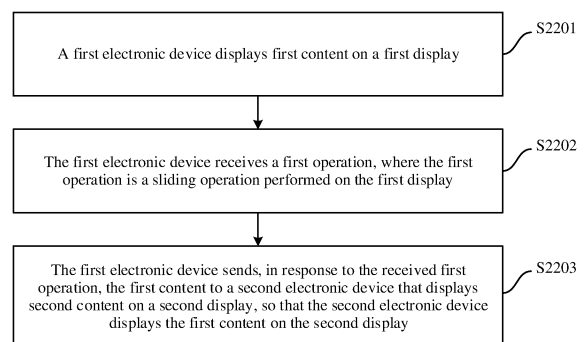 S2201
A first electronic device displays first content on a first display
S2202
The first electronic device receives a first operation, where the first
operation is a sliding operation performed on the first display
S2203
The first electronic device sends, in response to the received first
operation, the first content to a second electronic device that displays
second content on a second display, so that the second electronic device
displays the first content on the second display